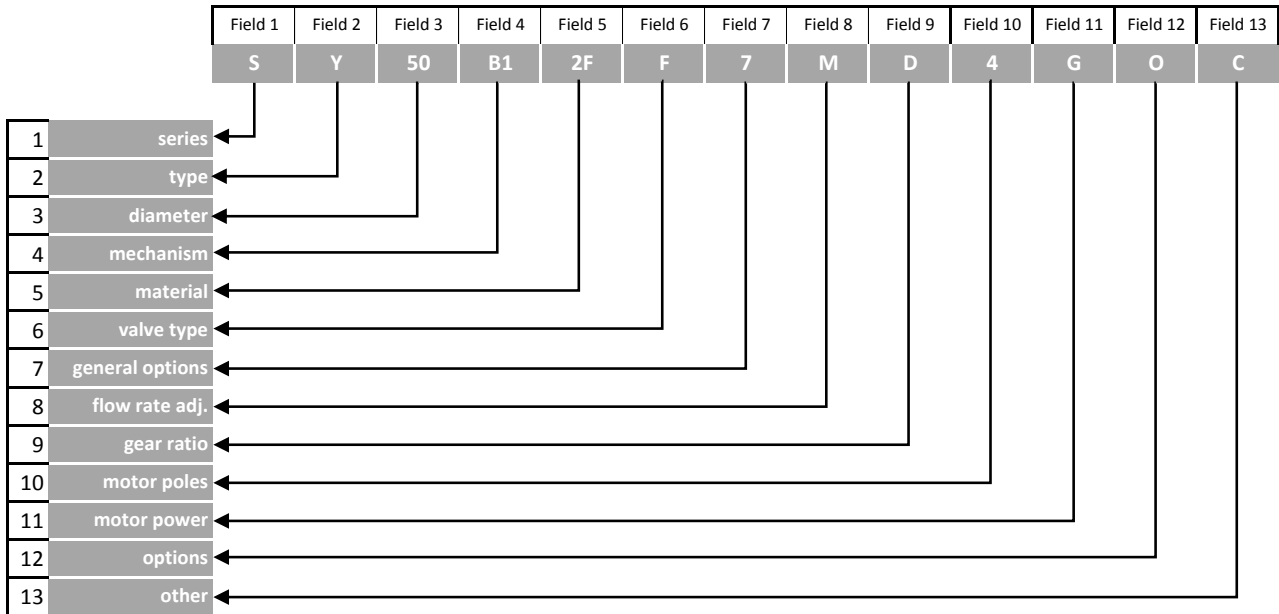 Field 1 Field 2 Field 3 Field 4 Field 5 Field 6 Field 7 Field 8 Field 9 Field 10 Field 11 Field 12 Field 13
S Y 50 B1 2F F 7 M D 4 G O C
1 series
2 type
3 diameter
4 mechanism
5 material
6 valve type
7 general options
8 flow rate adj.
9 gear ratio
10 motor poles
11 motor power
12 options
13 other